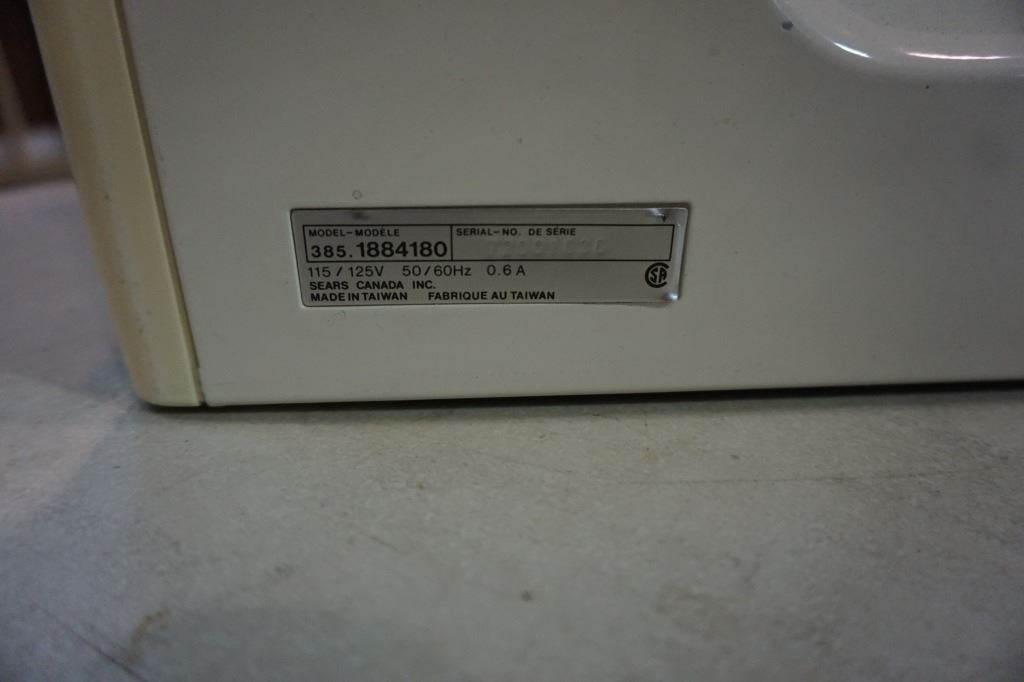 MODEL-MODÈLE SERIAL-NO. DE SÉRIE
385.1884180
115 / 125V 50/60Hz 0.6 A
SEARS CANADA INC.
MADE IN TAIWAN FABRIQUE AU TAIWAN